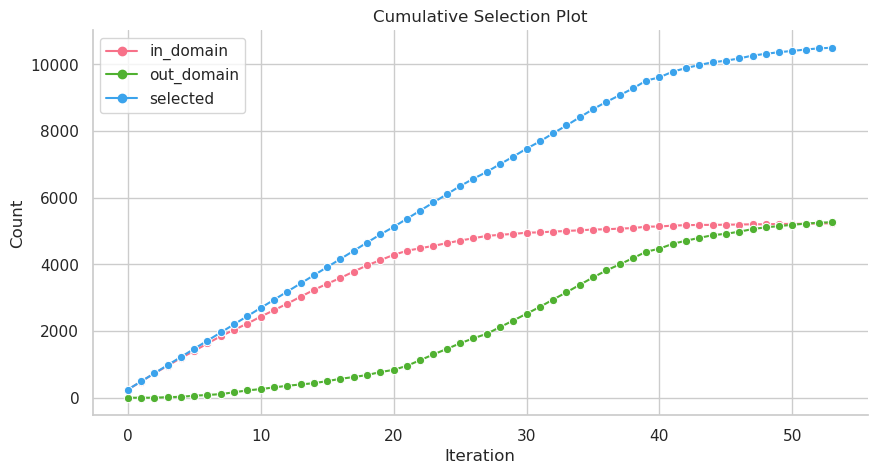 Cumulative Selection Plot
in_domain
out_domain
selected
Count
10000
8000
6000
4000
2000
0
0 10 20 30 40 50
Iteration